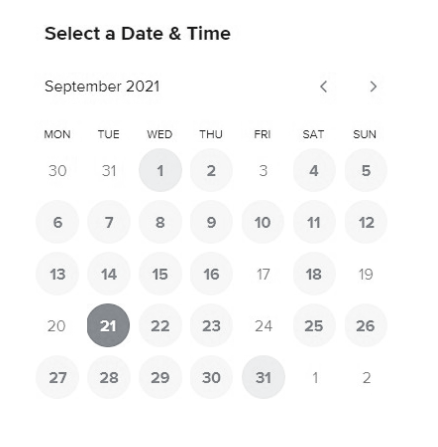 Select a Date & Time
September 2021
MON TUE WED THU FRI SAT SUN
30 31 1 2 3 4 5
6 7 8 9 10 11 12
13 14 15 16 17 18 19
20 21 22 23 24 25 26
27 28 29 30 31 1 2